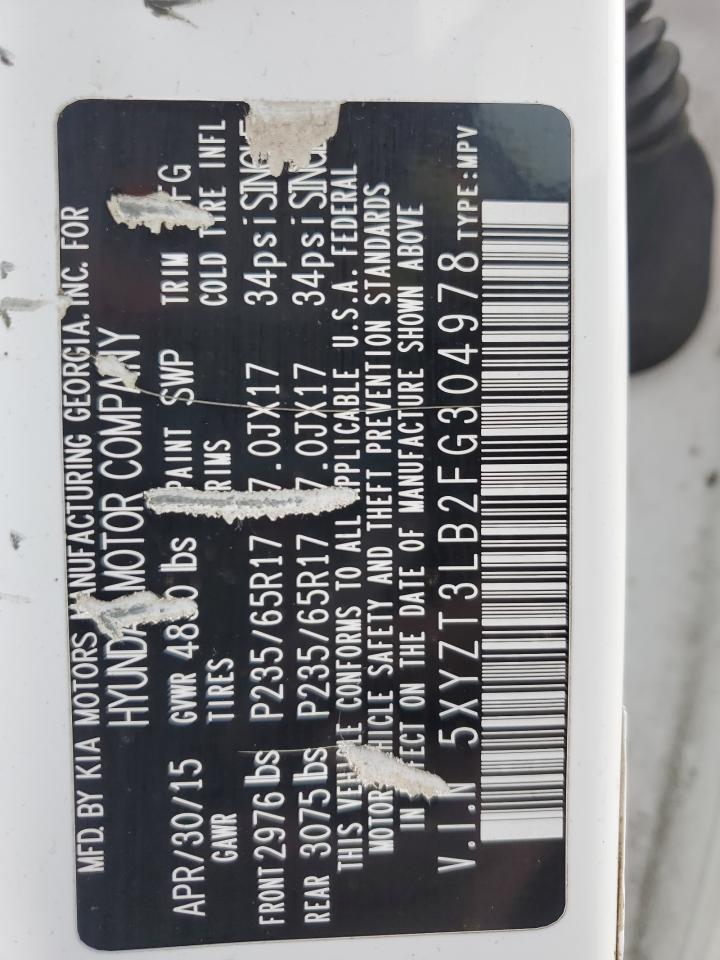 MFD. BY KIA MOTORS MANUFACTURING GEORGIA, INC. FOR
HYUNDAI MOTOR COMPANY
APR/30/15 GVWR lbs PAINT SWP TRIM
GAWR TIRES RIMS COLD TIRE INFL
FRONT 2976 lbs P235/65R17 7.0JX17 34psi SINGLE
REAR 3075 lbs P235/65R17 7.0JX17 34psi SINGLE
THIS VEHICLE CONFORMS TO ALL APPLICABLE U.S.A. FEDERAL
MOTOR VEHICLE SAFETY AND THEFT PREVENTION STANDARDS
IN EFFECT ON THE DATE OF MANUFACTURE SHOWN ABOVE
V.I.N 5XYZT3LB2FG304978 TYPE:MPV